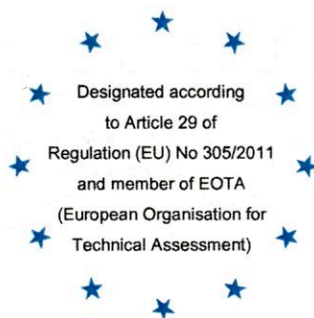 Designated according
to Article 29 of
Regulation (EU) No 305/2011
and member of EOTA
(European Organisation for
Technical Assessment)